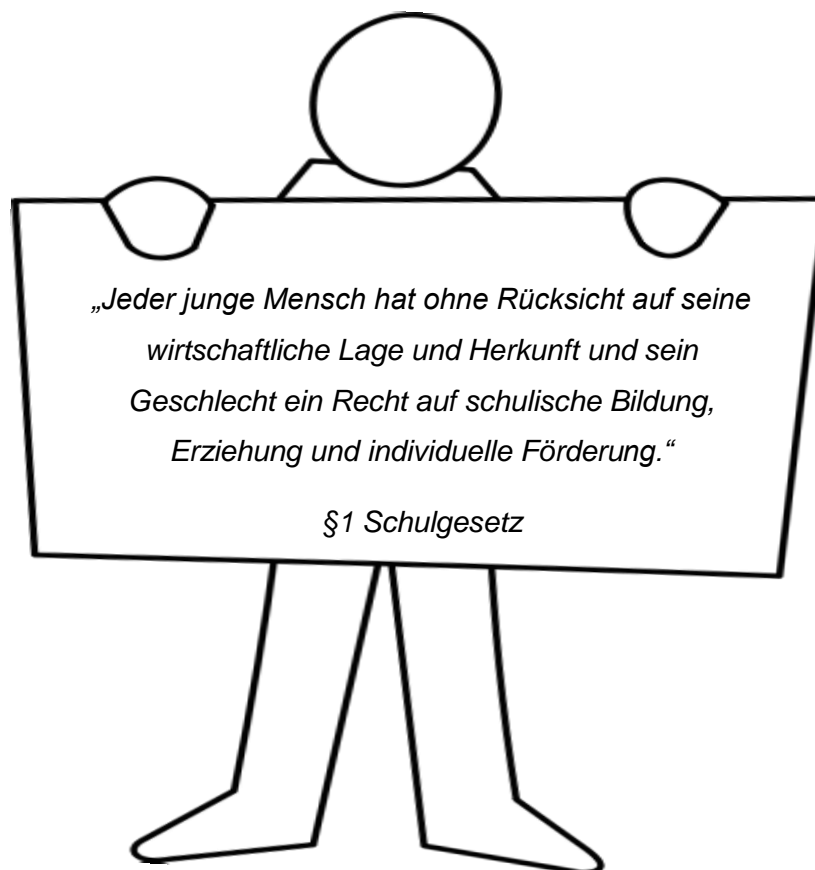 „Jeder junge Mensch hat ohne Rücksicht auf seine
wirtschaftliche Lage und Herkunft und sein
Geschlecht ein Recht auf schulische Bildung,
Erziehung und individuelle Förderung.“
§1 Schulgesetz